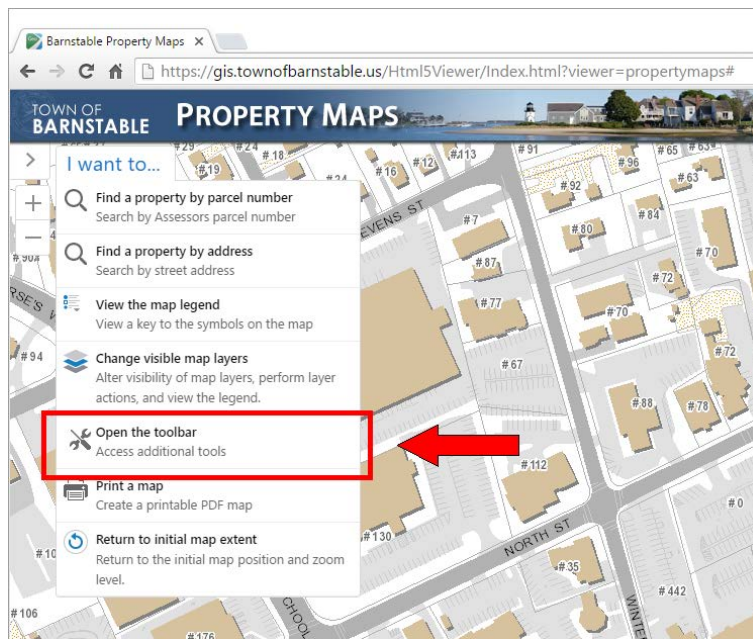 Barnstable Property Maps
https://gis.townofbarnstable.us/Html5Viewer/Index.html?viewer=propertymaps#
TOWN OF
BARNSTABLE
PROPERTY MAPS
I want to...
Find a property by parcel number
Search by Assessors parcel number
Find a property by address
Search by street address
View the map legend
View a key to the symbols on the map
Change visible map layers
Alter visibility of map layers, perform layer
actions, and view the legend.
Open the toolbar
Access additional tools
Print a map
Create a printable PDF map
Return to initial map extent
Return to the initial map position and zoom
level.
#29
#24
#18
#19
#16
#12
#113
#91
#96
#65
#63
#92
#84
#80
#7
#87
#77
#70
#72
#70
#72
#67
#88
#78
#94
#112
#0
#130
#35
#442
#106
#176
NORTH ST